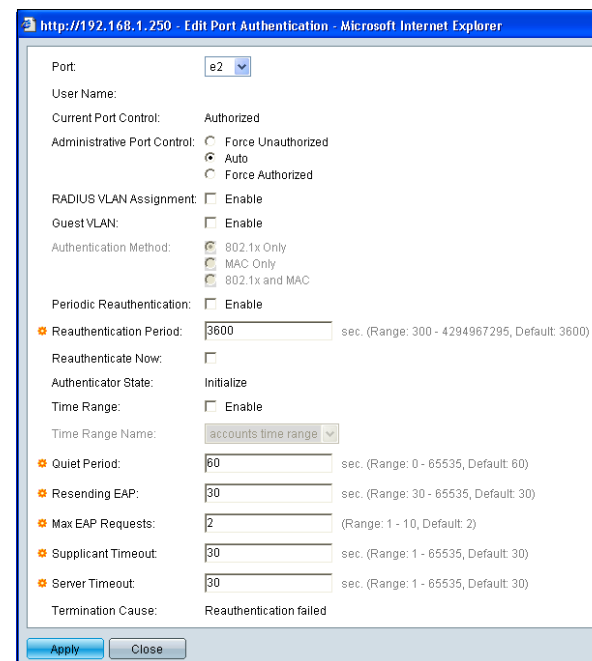 http://192.168.1.250 - Edit Port Authentication - Microsoft Internet Explorer
Port: e2
User Name:
Current Port Control: Authorized
Administrative Port Control: Force Unauthorized
Auto
Force Authorized
RADIUS VLAN Assignment: Enable
Guest VLAN: Enable
Authentication Method: 802.1x Only
MAC Only
802.1x and MAC
Periodic Reauthentication: Enable
Reauthentication Period: 3600 sec. (Range: 300 - 4294967295, Default: 3600)
Reauthenticate Now:
Authenticator State: Initialize
Time Range: Enable
Time Range Name: accounts time range
Quiet Period: 60 sec. (Range: 0 - 65535, Default: 60)
Resending EAP: 30 sec. (Range: 30 - 65535, Default: 30)
Max EAP Requests: 2 (Range: 1 - 10, Default: 2)
Supplicant Timeout: 30 sec. (Range: 1 - 65535, Default: 30)
Server Timeout: 30 sec. (Range: 1 - 65535, Default: 30)
Termination Cause: Reauthentication failed
Apply Close